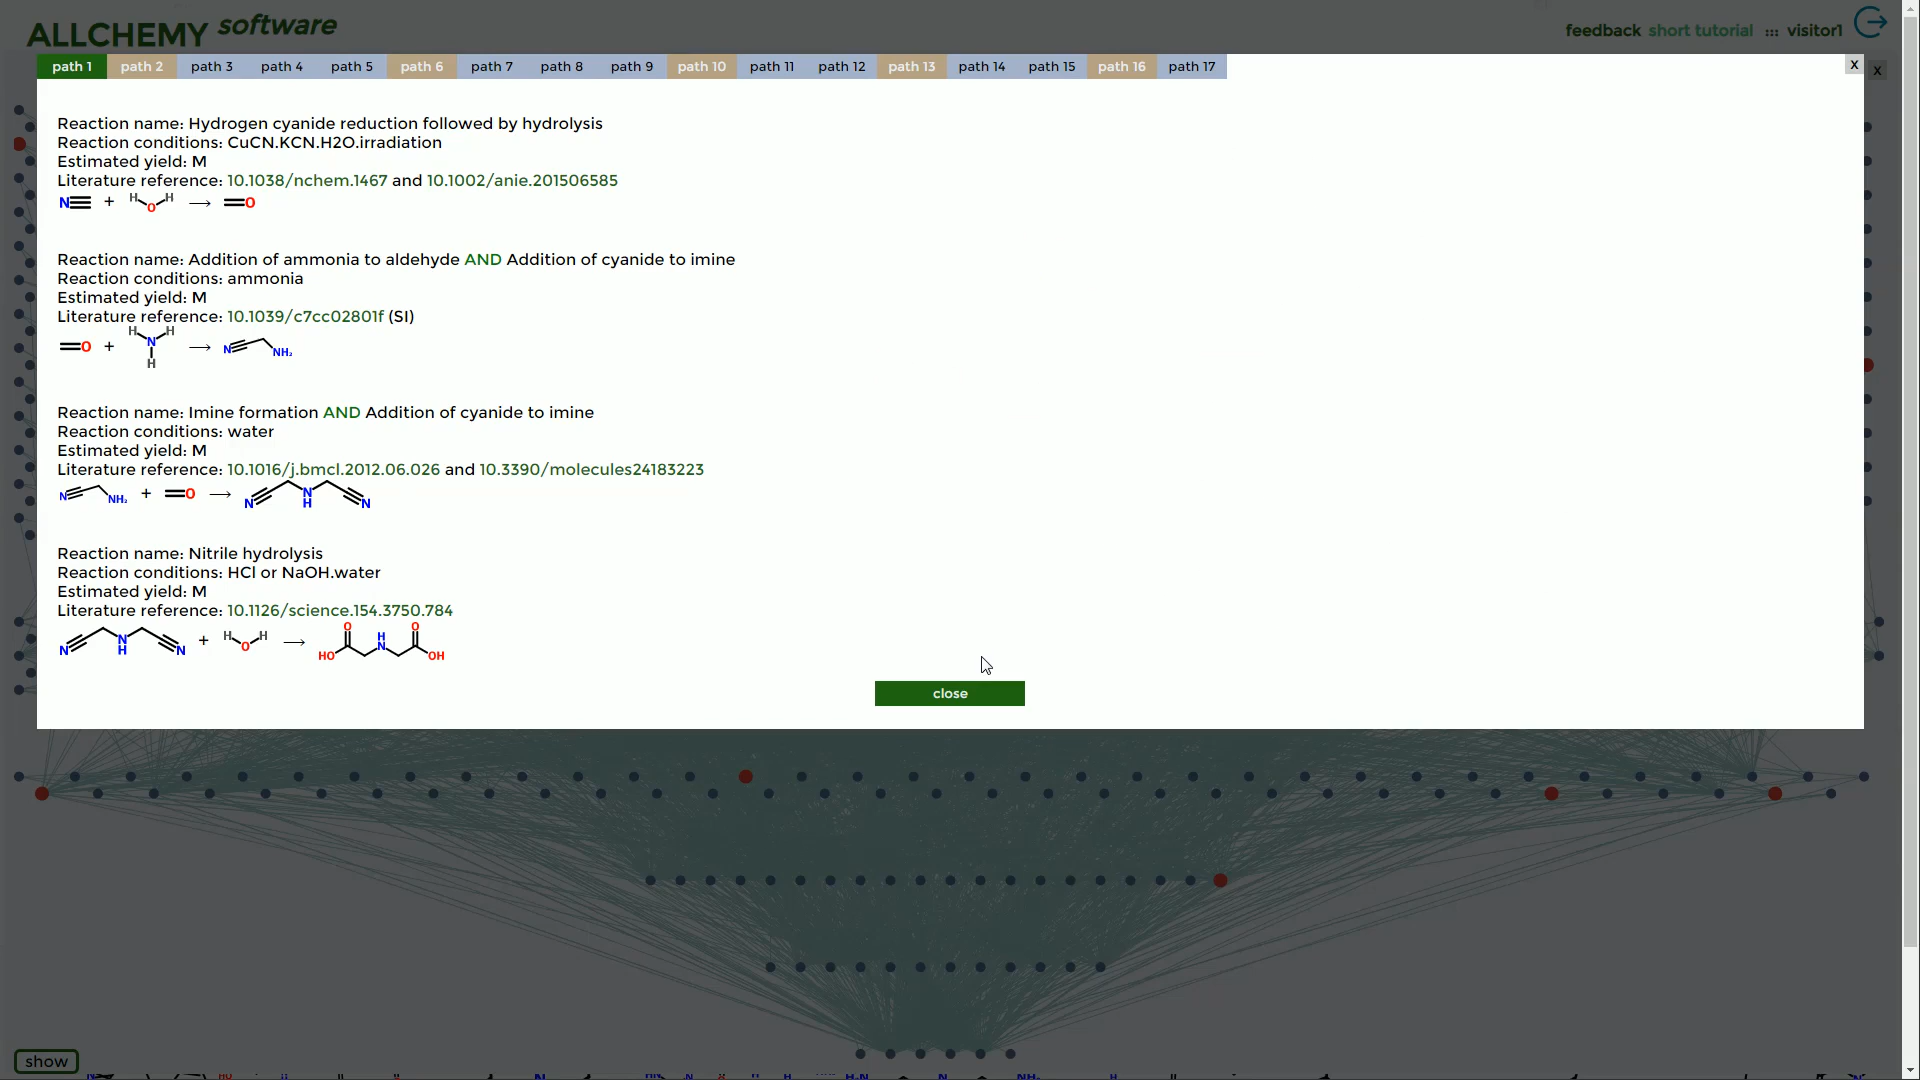 ALLCHEMY software
feedback short tutorial ::: visitor1
path 1 path 2 path 3 path 4 path 5 path 6 path 7 path 8 path 9 path 10 path 11 path 12 path 13 path 14 path 15 path 16 path 17 x x
Reaction name: Hydrogen cyanide reduction followed by hydrolysis
Reaction conditions: CuCN.KCN.H2O.irradiation
Estimated yield: M
Literature reference: 10.1038/nchem.1467 and 10.1002/anie.201506585
N + H O H → O
Reaction name: Addition of ammonia to aldehyde AND Addition of cyanide to imine
Reaction conditions: ammonia
Estimated yield: M
Literature reference: 10.1039/c7cc02801f (SI)
O + H N H H → N NH₂
Reaction name: Imine formation AND Addition of cyanide to imine
Reaction conditions: water
Estimated yield: M
Literature reference: 10.1016/j.bmcl.2012.06.026 and 10.3390/molecules24183223
N NH₂ + O → N N H N
Reaction name: Nitrile hydrolysis
Reaction conditions: HCl or NaOH.water
Estimated yield: M
Literature reference: 10.1126/science.154.3750.784
N N H N + H O H → HO O H N O OH
close
show